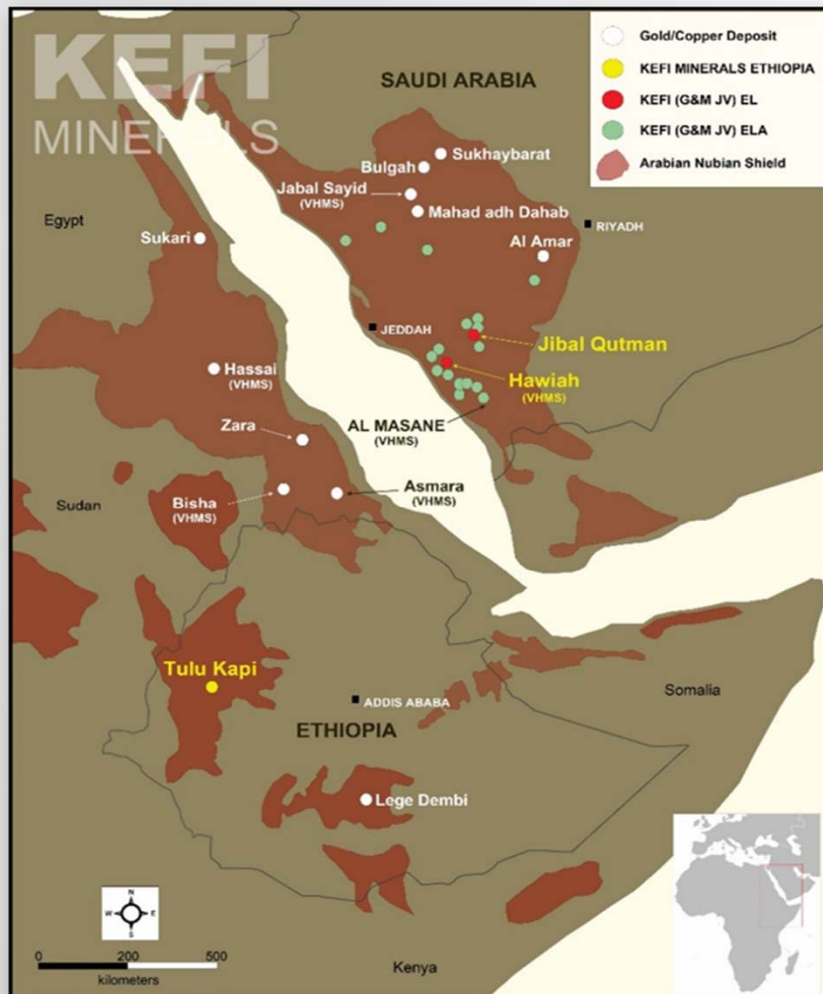 KEFI
MINERALS
Gold/Copper Deposit
KEFI MINERALS ETHIOPIA
KEFI (G&M JV) EL
KEFI (G&M JV) ELA
Arabian Nubian Shield
SAUDI ARABIA
Sukhaybarat
Bulgah
Jabal Sayid
(VHMS)
Mahad adh Dahab
Egypt
RIYADH
Sukari
Al Amar
JEDDAH
Jibal Qutman
Hassai
(VHMS)
Hawiah
(VHMS)
Zara
AL MASANE
(VHMS)
Sudan
Bisha
(VHMS)
Asmara
(VHMS)
Tulu Kapi
ADDIS ABABA
Somalia
ETHIOPIA
Lege Dembi
N
W E
S
0 200 500
kilometers
Kenya